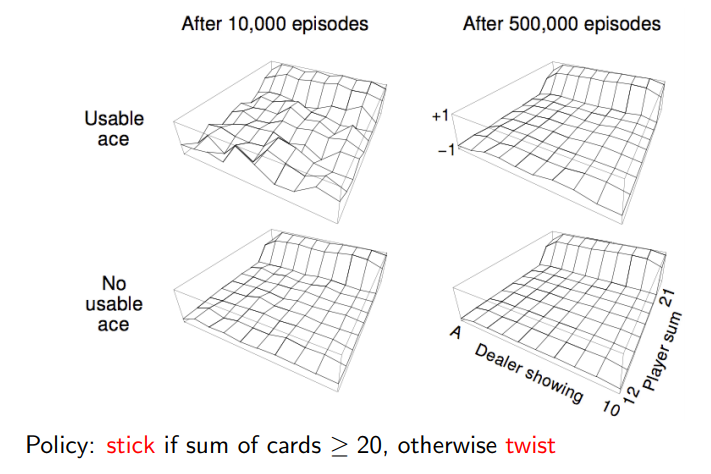 After 10,000 episodes
After 500,000 episodes
Usable
ace
+1
−1
No
usable
ace
A
Dealer showing
10
12
Player sum
21
Policy: stick if sum of cards ≥ 20, otherwise twist